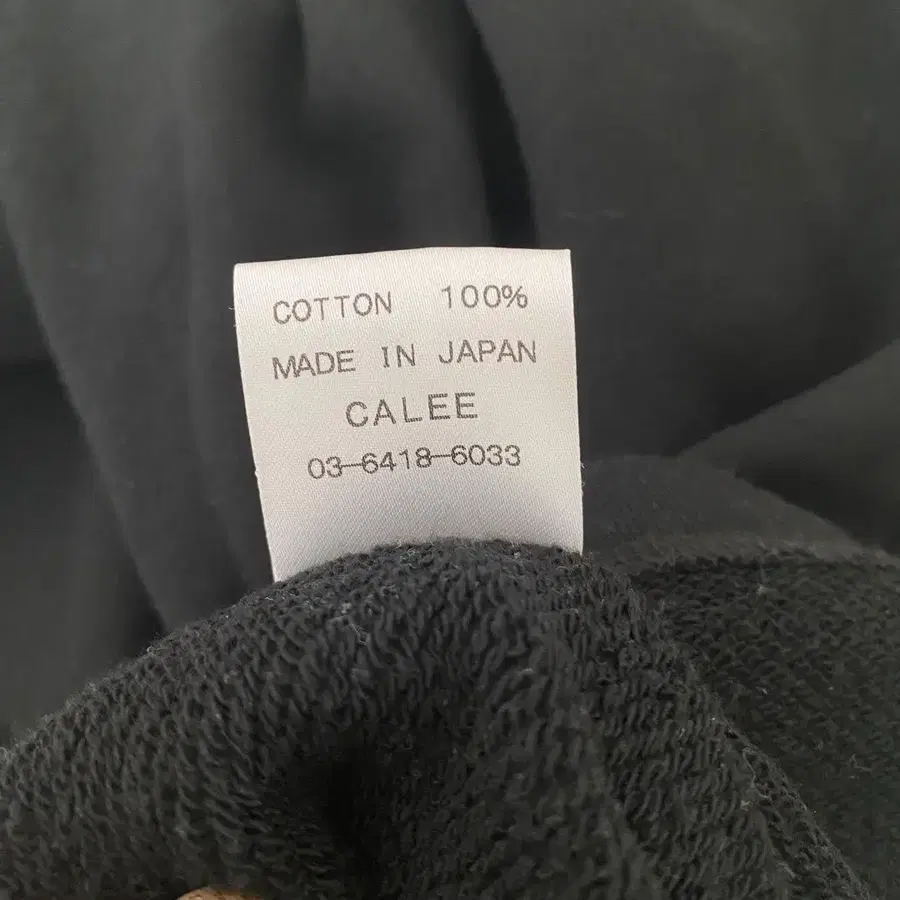 COTTON 100%
MADE IN JAPAN
CALEE
03-6418-6033